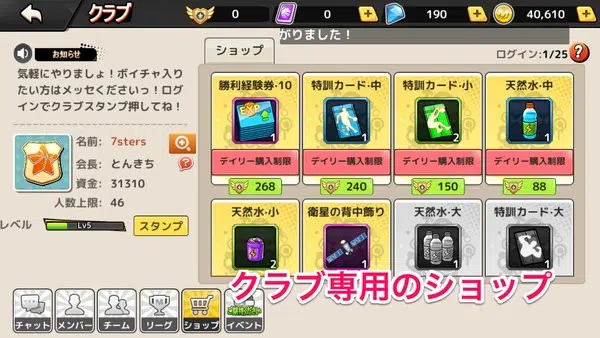 クラブ
0
0
190
40,610
お知らせ
がりました!
気軽にやりましょ!ボイチャ入り
たい方はメッセくださいっ!ログ
インでクラブスタンプ押してね!
名前: 7sters
会長: とんきち
資金: 31310
人数上限: 46
レベル Lv5
スタンプ
ショップ
ログイン:1/25
勝利経験券·10
EXP
1
デイリー購入制限
268
特訓カード·中
1
デイリー購入制限
240
特訓カード·小
1
デイリー購入制限
150
天然水·中
1
デイリー購入制限
88
天然水·小
2
衛星の背中飾り
1
天然水·大
1
特訓カード·大
1
クラブ専用のショップ
チャット
メンバー
チーム
リーグ
ショップ
イベント